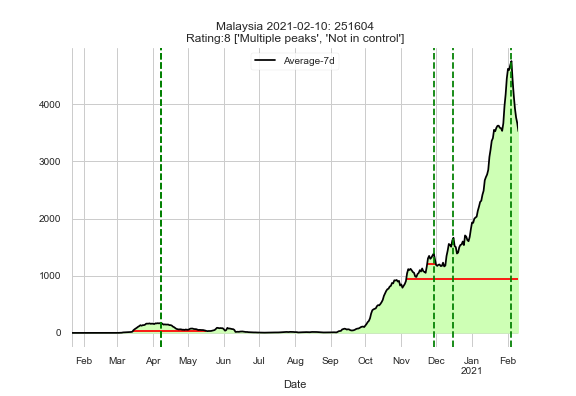 Malaysia 2021-02-10: 251604
Rating:8 ['Multiple peaks', 'Not in control']
Average-7d
4000
3000
2000
1000
0
Feb Mar Apr May Jun Jul Aug Sep Oct Nov Dec Jan Feb
2021
Date